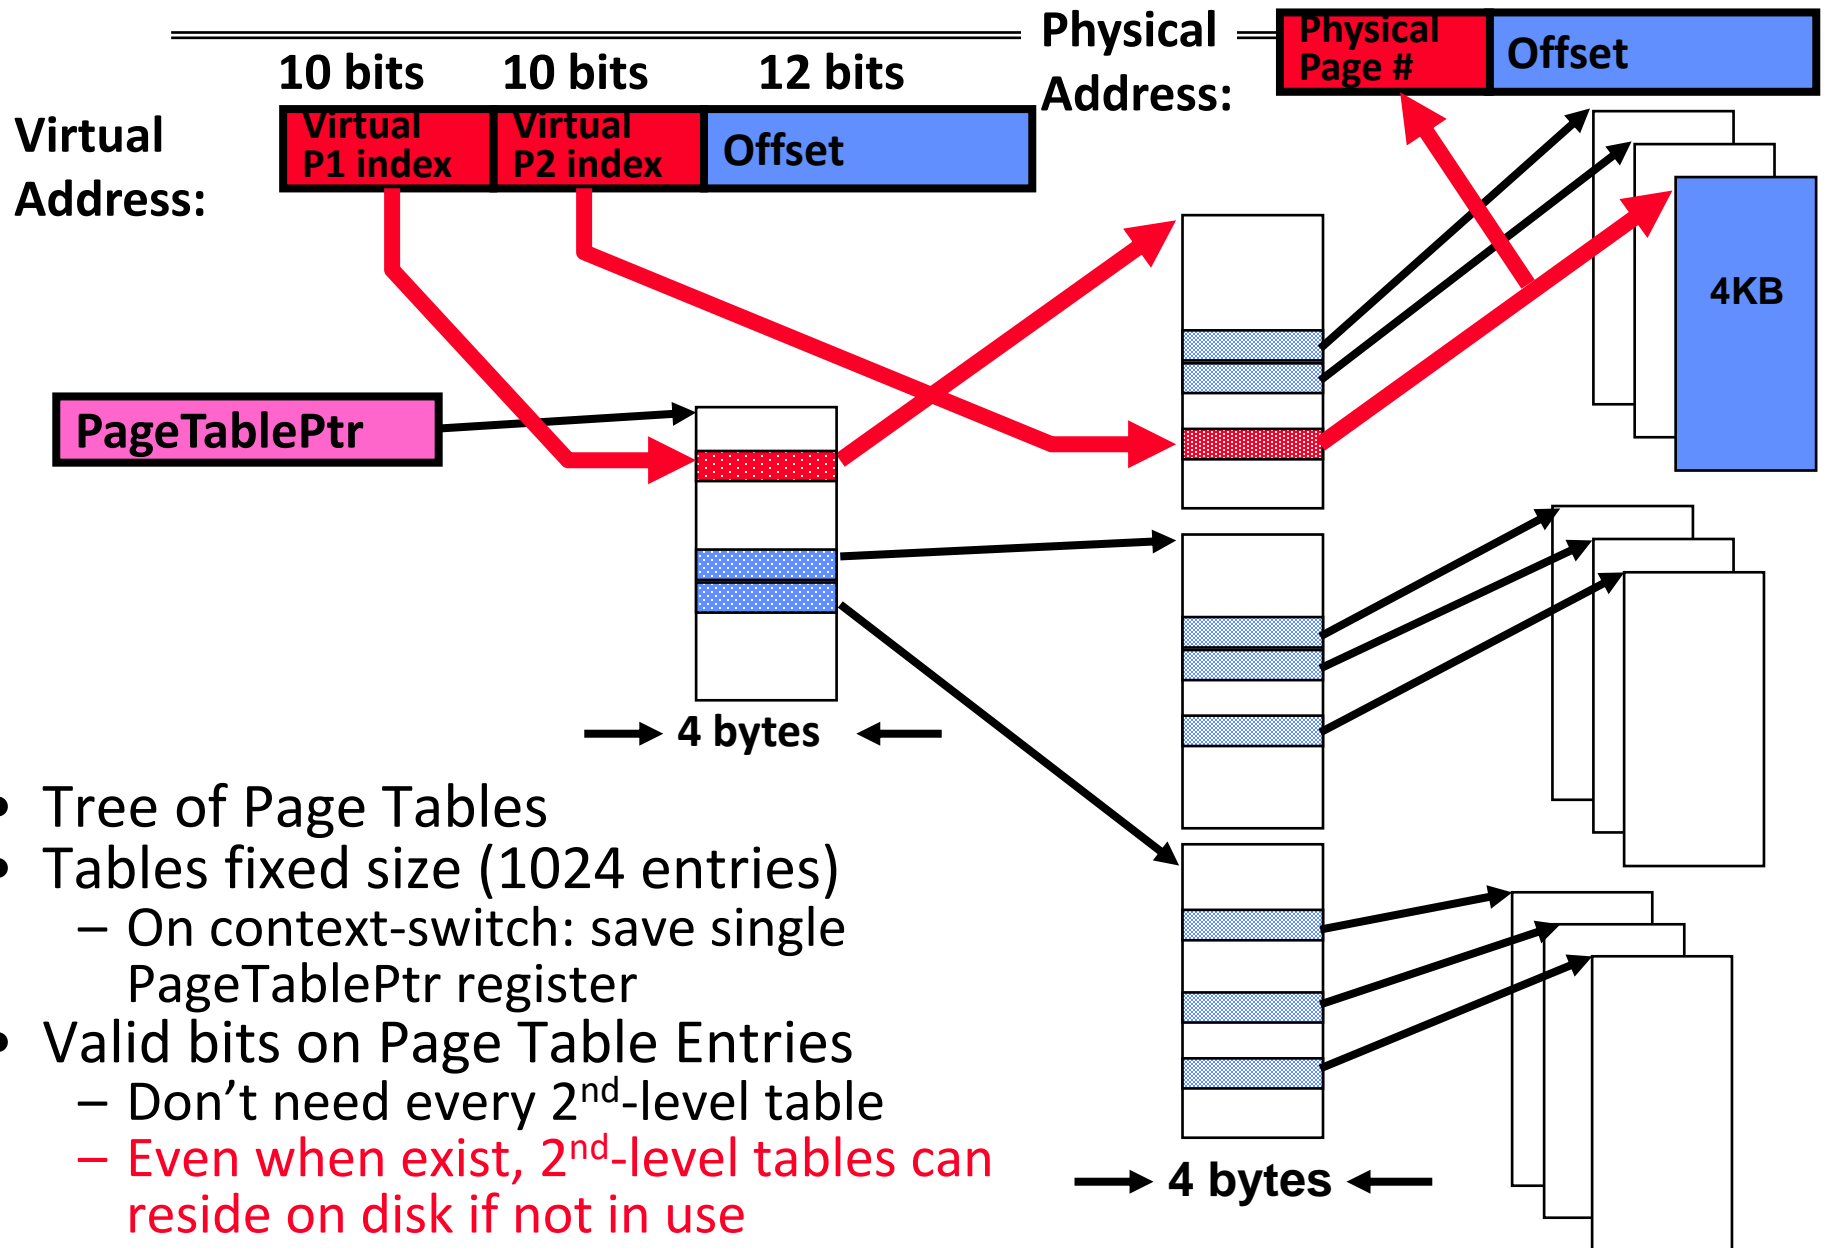 Physical
Address:
Physical
Page #
Offset
10 bits
10 bits
12 bits
Virtual
Address:
Virtual
P1 index
Virtual
P2 index
Offset
4KB
PageTablePtr
4 bytes
• Tree of Page Tables
• Tables fixed size (1024 entries)
– On context-switch: save single
PageTablePtr register
• Valid bits on Page Table Entries
– Don’t need every 2nd-level table
– Even when exist, 2nd-level tables can
reside on disk if not in use
4 bytes